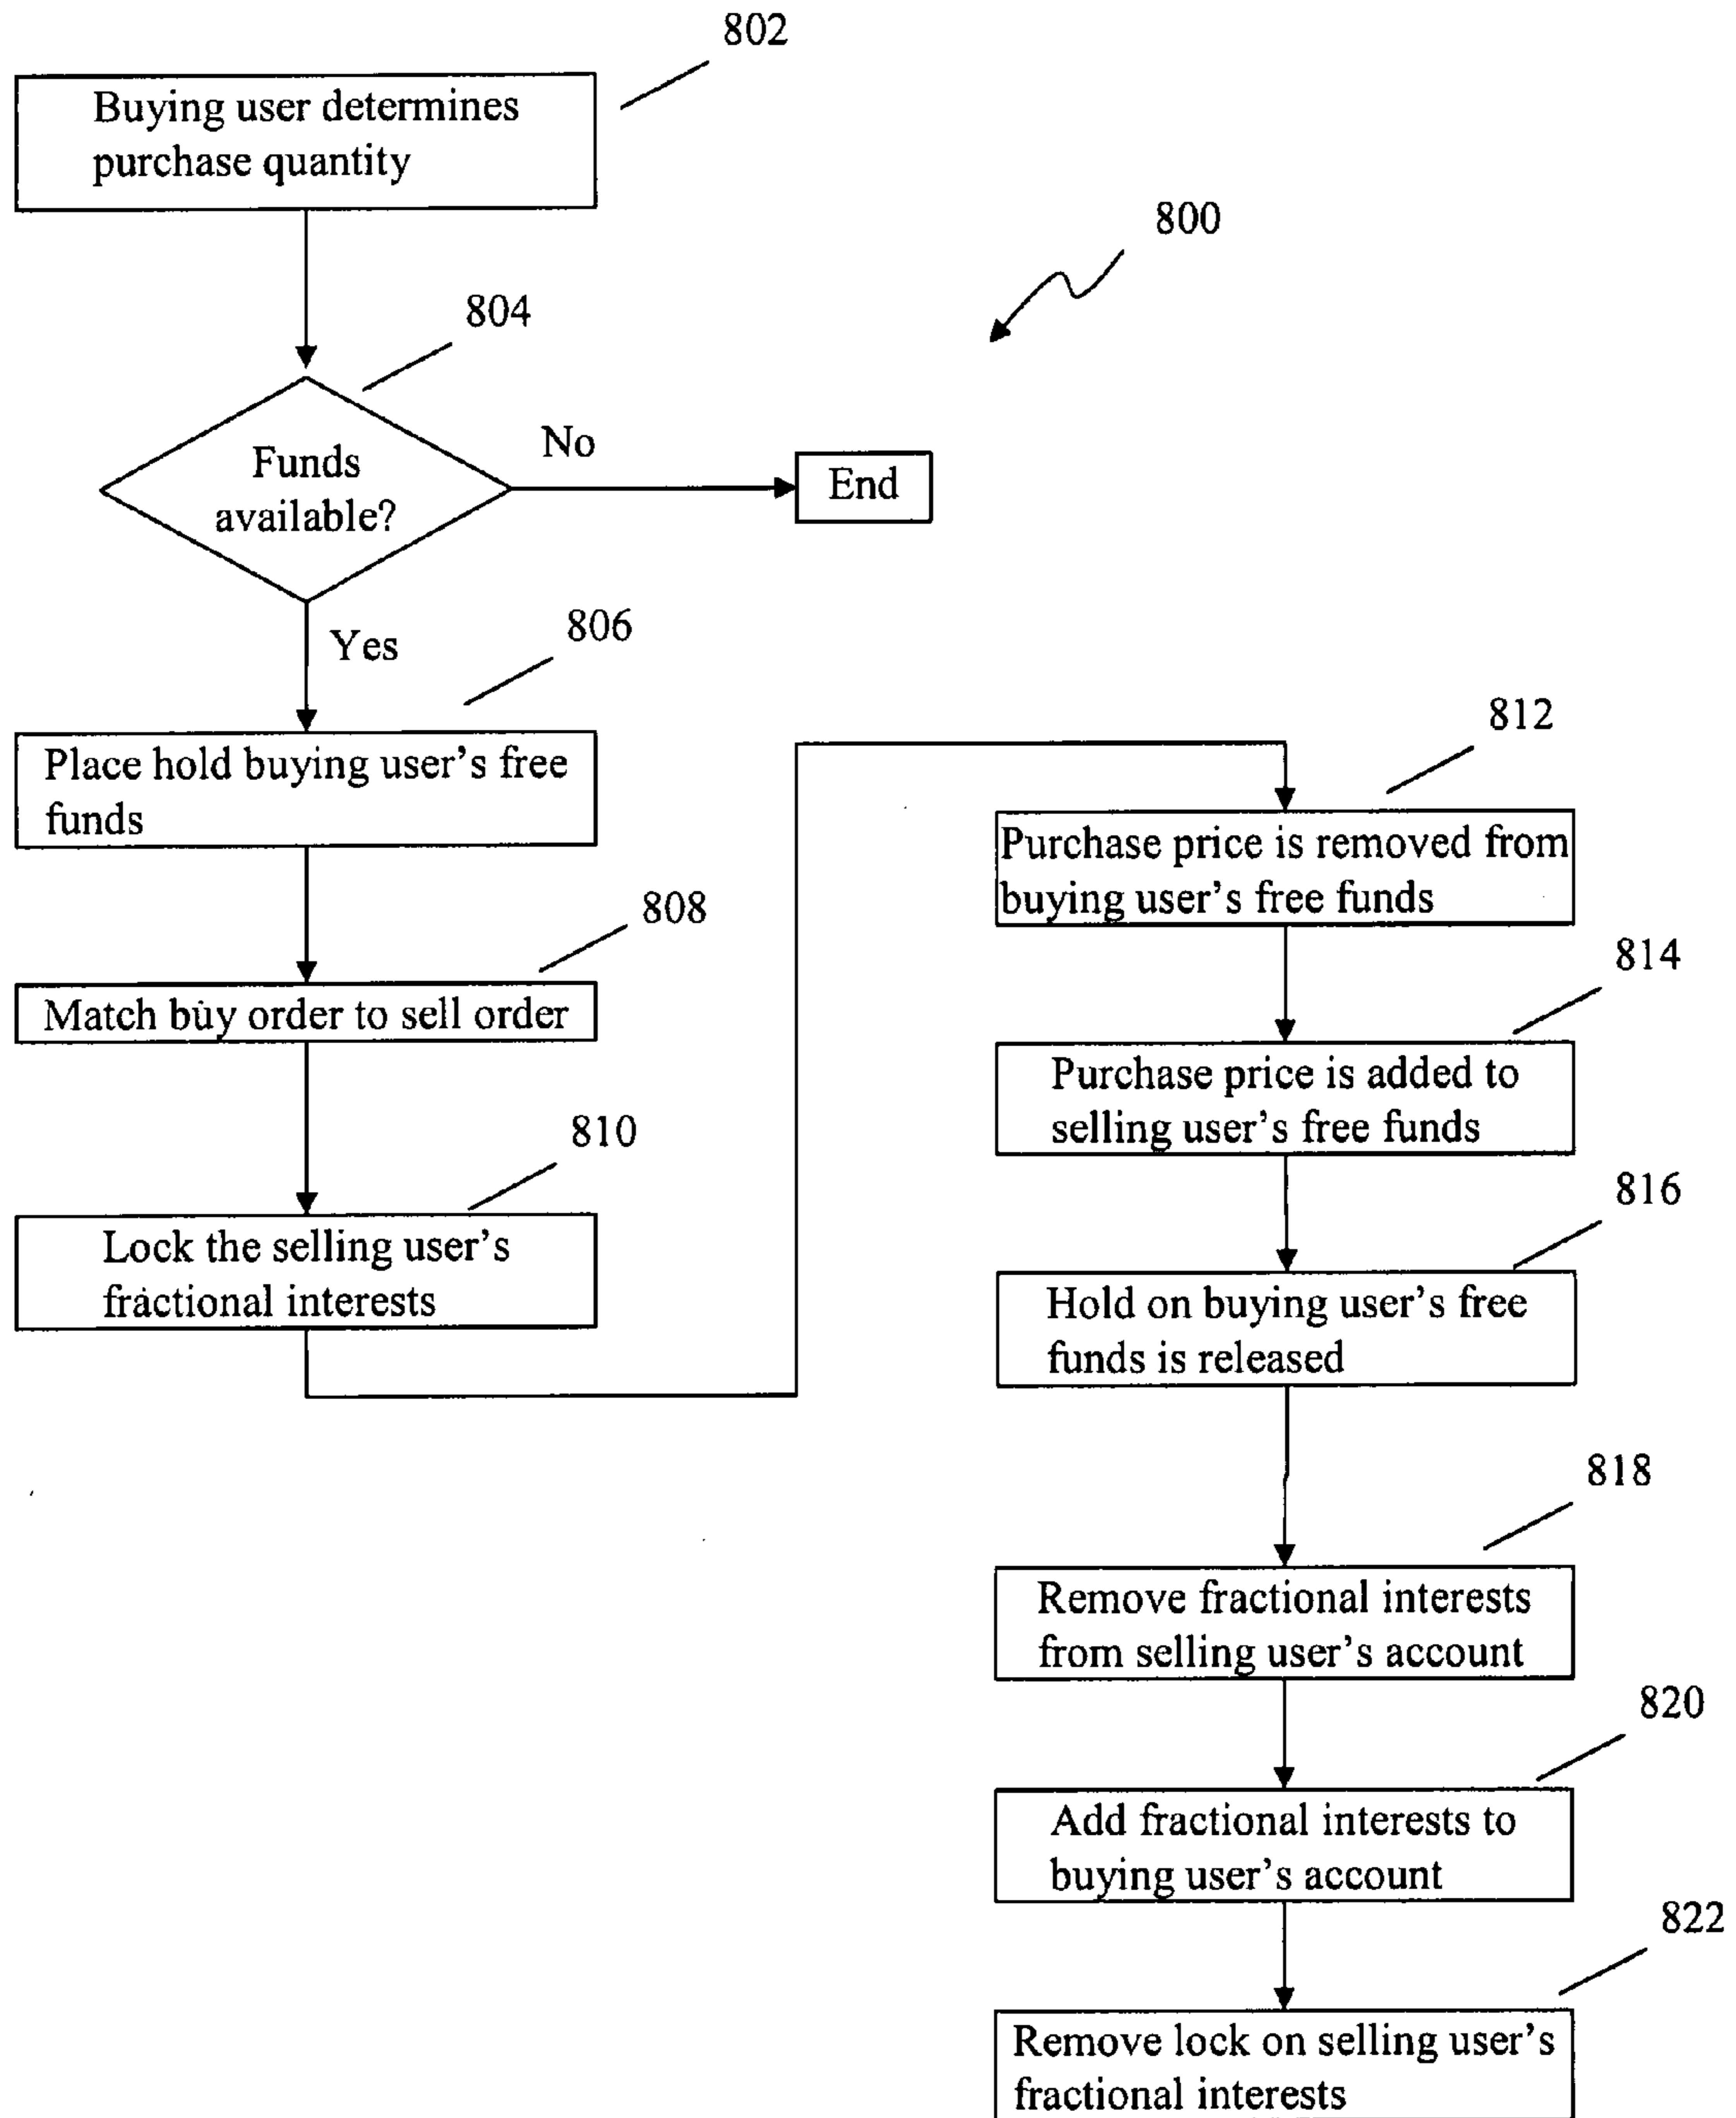 802
Buying user determines
purchase quantity
800
804
Funds
available?
No
End
Yes
806
Place hold buying user's free
funds
808
Match buy order to sell order
810
Lock the selling user's
fractional interests
812
Purchase price is removed from
buying user's free funds
814
Purchase price is added to
selling user's free funds
816
Hold on buying user's free
funds is released
818
Remove fractional interests
from selling user's account
820
Add fractional interests to
buying user's account
822
Remove lock on selling user's
fractional interests